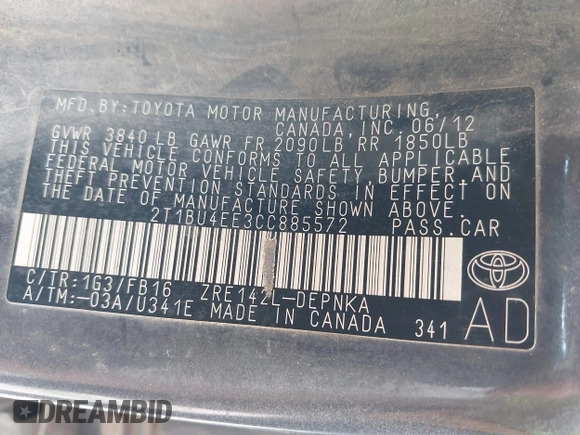 MFD.BY:TOYOTA MOTOR MANUFACTURING,
CANADA,INC.06/12
GVWR 3840 LB GAWR FR 2090LB RR 1850LB
THIS VEHICLE CONFORMS TO ALL APPLICABLE
FEDERAL MOTOR VEHICLE SAFETY BUMPER AND
THEFT PREVENTION STANDARDS IN EFFECT ON
THE DATE OF MANUFACTURE SHOWN ABOVE.
2T1BU4EE3CC885572 PASS.CAR
C/TR:1G3/FB16 ZRE142L-DEPNKA
A/TM:-03A/U341E MADE IN CANADA 341
AD
DREAMBID